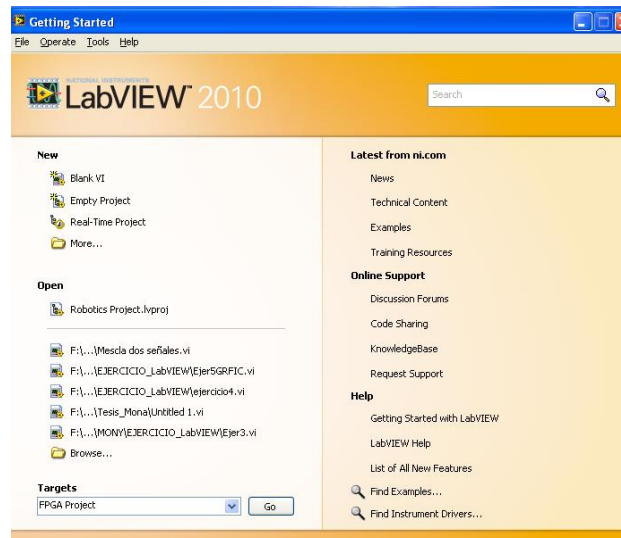 Getting Started
File Operate Tools Help
NATIONAL INSTRUMENTS
LabVIEW™ 2010
Search
New
Blank VI
Empty Project
Real-Time Project
More...
Open
Robotics Project.lvproj
F:\...\Mescla dos señales.vi
F:\...\EJERCICIO_LabVIEW\Ejer5GRFIC.vi
F:\...\EJERCICIO_LabVIEW\ejercicio4.vi
F:\...\Tesis_Mona\Untitled 1.vi
F:\...\MONY\EJERCICIO_LabVIEW\Ejer3.vi
Browse...
Targets
FPGA Project
Go
Latest from ni.com
News
Technical Content
Examples
Training Resources
Online Support
Discussion Forums
Code Sharing
KnowledgeBase
Request Support
Help
Getting Started with LabVIEW
LabVIEW Help
List of All New Features
Find Examples...
Find Instrument Drivers...